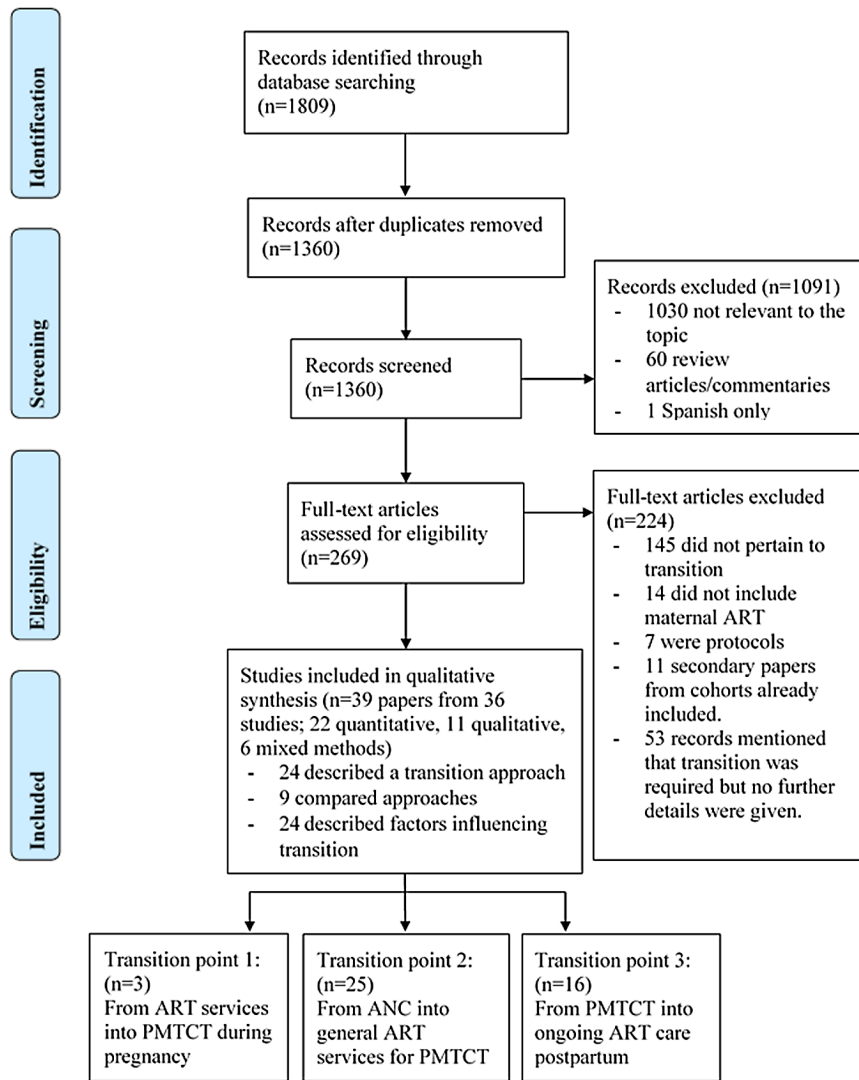 Identification
Records identified through
database searching
(n=1809)
Records after duplicates removed
(n=1360)
Screening
Records screened
(n=1360)
Records excluded (n=1091)
- 1030 not relevant to the
topic
- 60 review
articles/commentaries
- 1 Spanish only
Eligibility
Full-text articles
assessed for eligibility
(n=269)
Full-text articles excluded
(n=224)
- 145 did not pertain to
transition
- 14 did not include
maternal ART
- 7 were protocols
- 11 secondary papers
from cohorts already
included.
- 53 records mentioned
that transition was
required but no further
details were given.
Included
Studies included in qualitative
synthesis (n=39 papers from 36
studies; 22 quantitative, 11 qualitative,
6 mixed methods)
- 24 described a transition approach
- 9 compared approaches
- 24 described factors influencing
transition
Transition point 1:
(n=3)
From ART services
into PMTCT during
pregnancy
Transition point 2:
(n=25)
From ANC into
general ART
services for PMTCT
Transition point 3:
(n=16)
From PMTCT into
ongoing ART care
postpartum